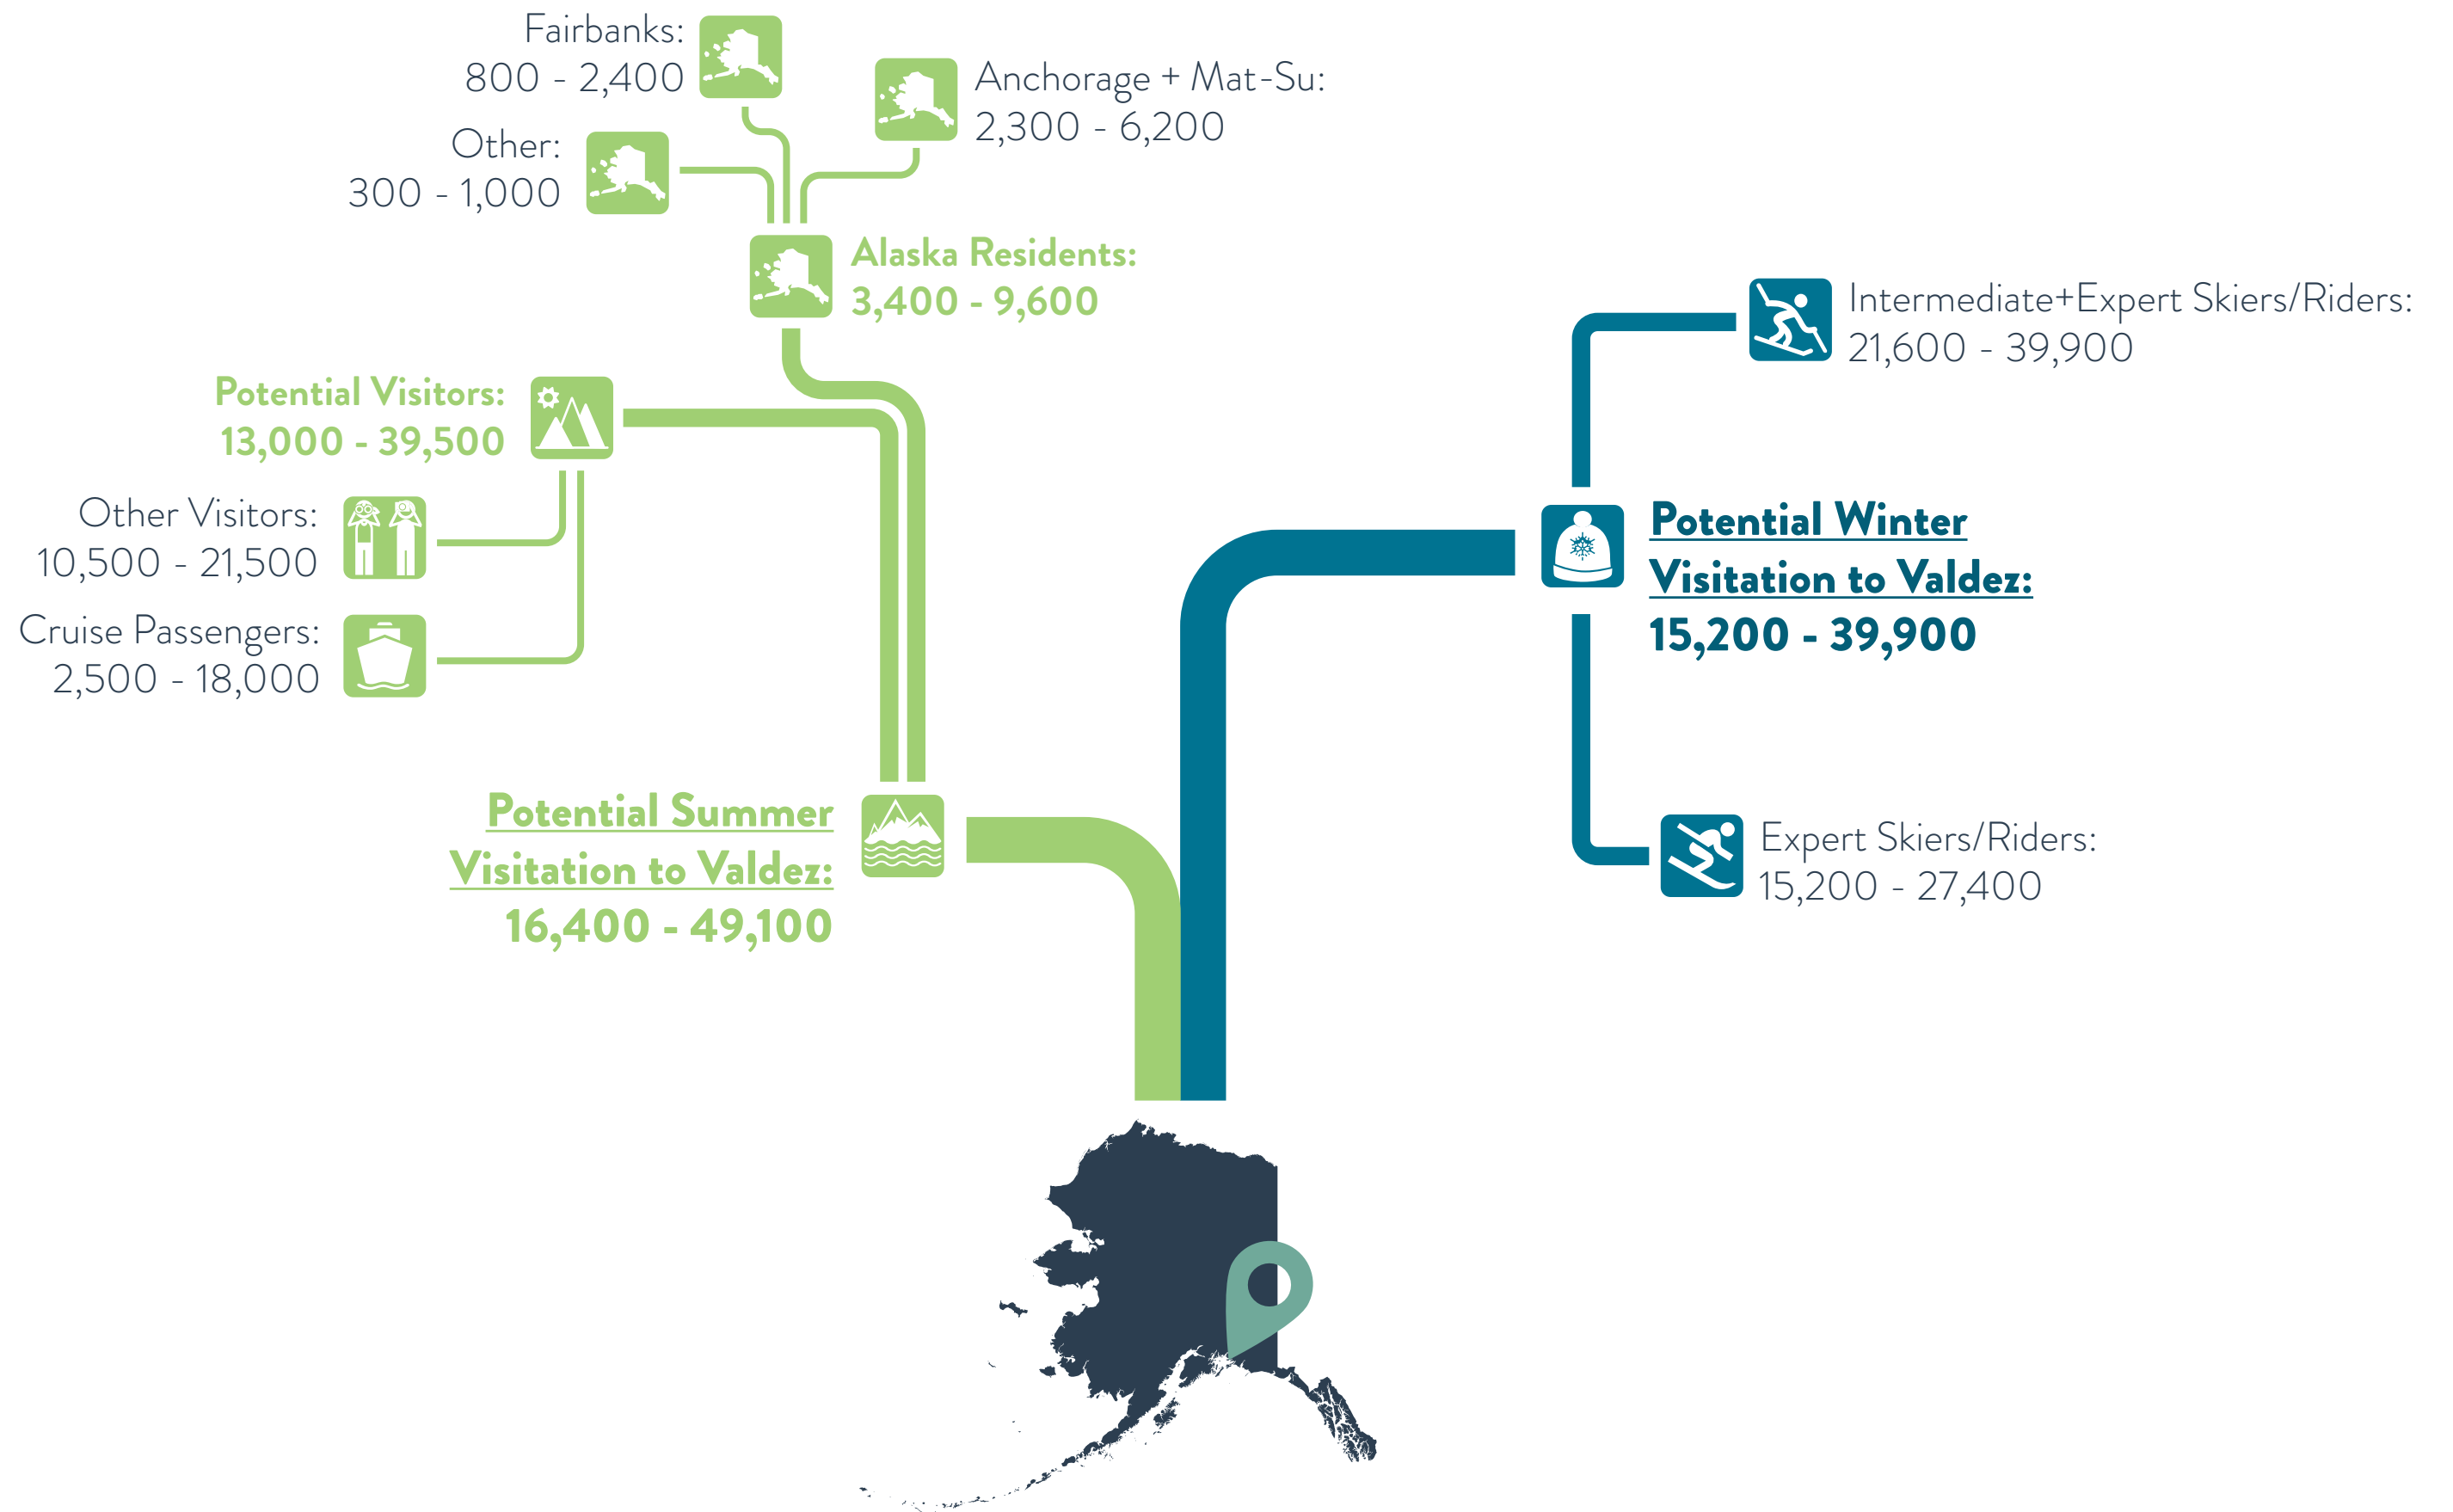 Fairbanks:
800 - 2,400
Anchorage + Mat-Su:
2,300 - 6,200
Other:
300 - 1,000
Alaska Residents:
3,400 - 9,600
Intermediate+Expert Skiers/Riders:
21,600 - 39,900
Potential Visitors:
13,000 - 39,500
Other Visitors:
10,500 - 21,500
Cruise Passengers:
2,500 - 18,000
Potential Winter
Visitation to Valdez:
15,200 - 39,900
Potential Summer
Visitation to Valdez:
16,400 - 49,100
Expert Skiers/Riders:
15,200 - 27,400